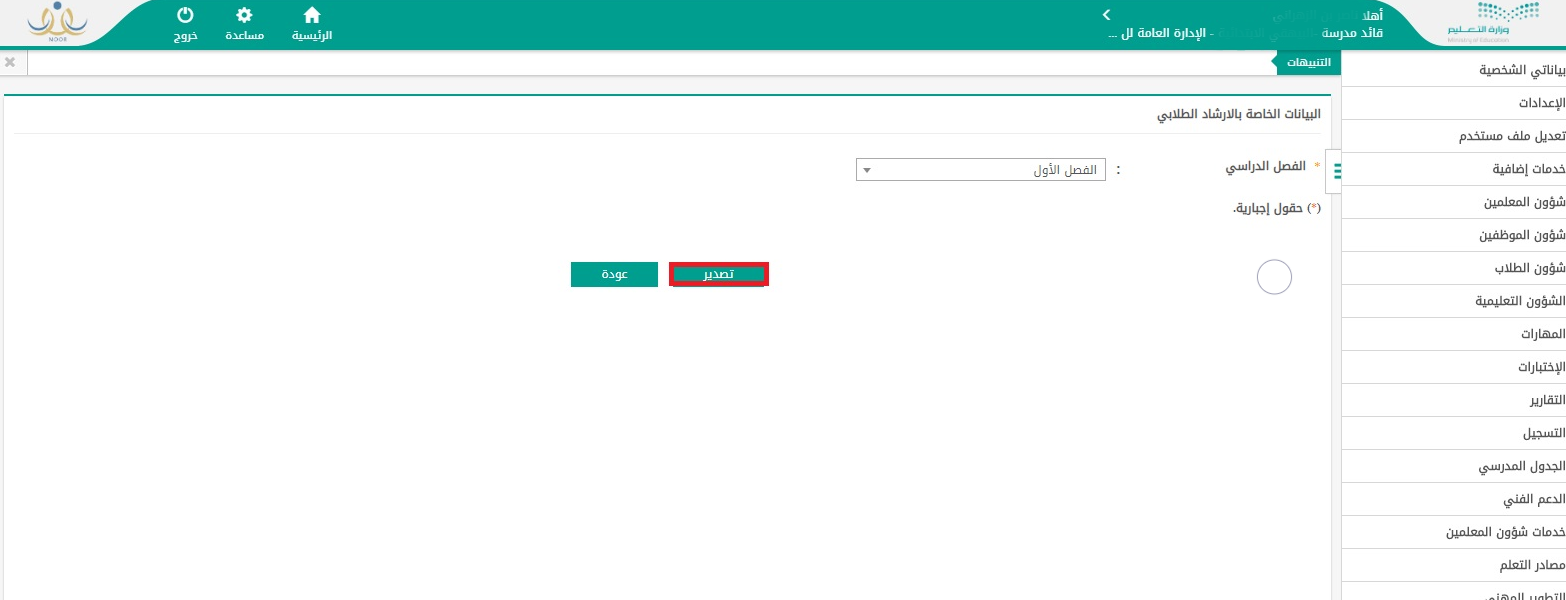 وزارة التعليم
Ministry of Education
أهلا
قائد مدرسة - الإدارة العامة لل ...
الرئيسية
مساعدة
خروج
NOOR
التنبيهات
البيانات الخاصة بالارشاد الطلابي
* الفصل الدراسي : الفصل الأول
(*) حقول إجبارية.
تصدير
عودة
بياناتي الشخصية
الإعدادات
تعديل ملف مستخدم
خدمات إضافية
شؤون المعلمين
شؤون الموظفين
شؤون الطلاب
الشؤون التعليمية
المهارات
الإختبارات
التقارير
التسجيل
الجدول المدرسي
الدعم الفني
خدمات شؤون المعلمين
مصادر التعلم
التطوير المهني